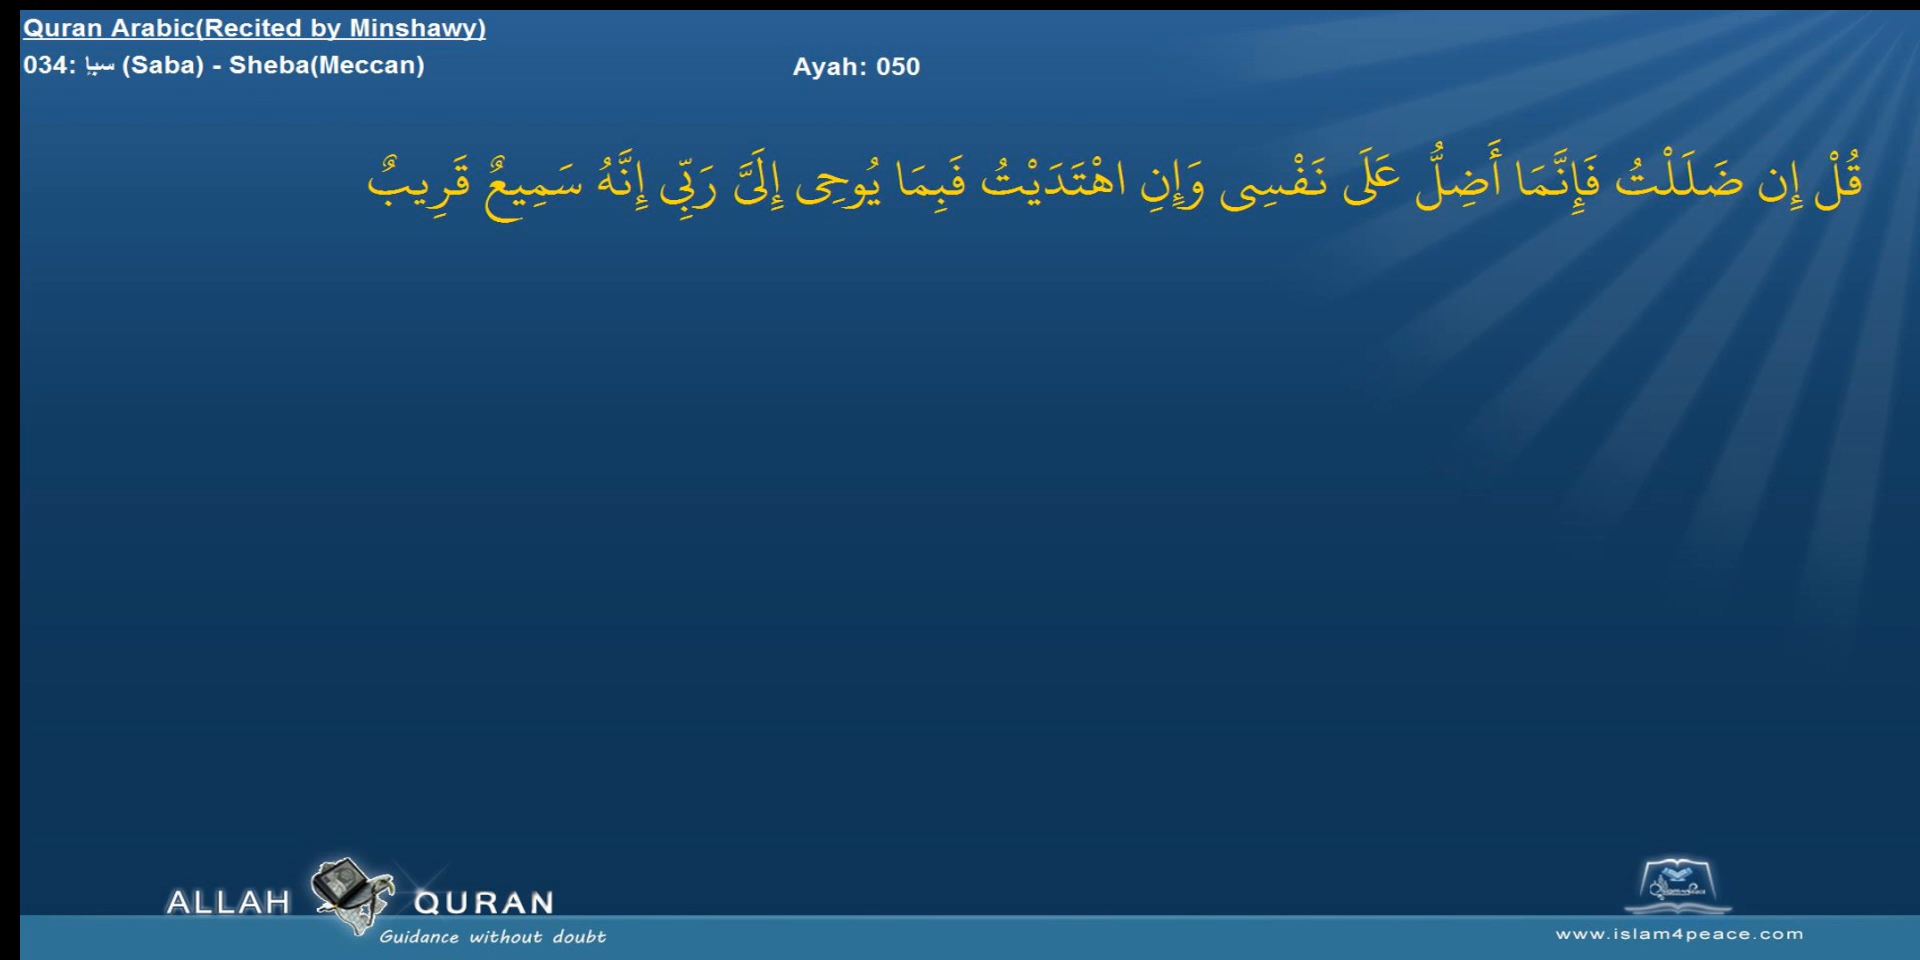 Quran Arabic(Recited by Minshawy)
034: سبإ (Saba) - Sheba(Meccan)
Ayah: 050
قُلْ إِن ضَلَلْتُ فَإِنَّمَا أَضِلُّ عَلَى نَفْسِى وَإِنِ اهْتَدَيْتُ فَبِمَا يُوحِى إِلَىَّ رَبِّى إِنَّهُ سَمِيعٌ قَرِيبٌ
ALLAH QURAN
Guidance without doubt
www.islam4peace.com